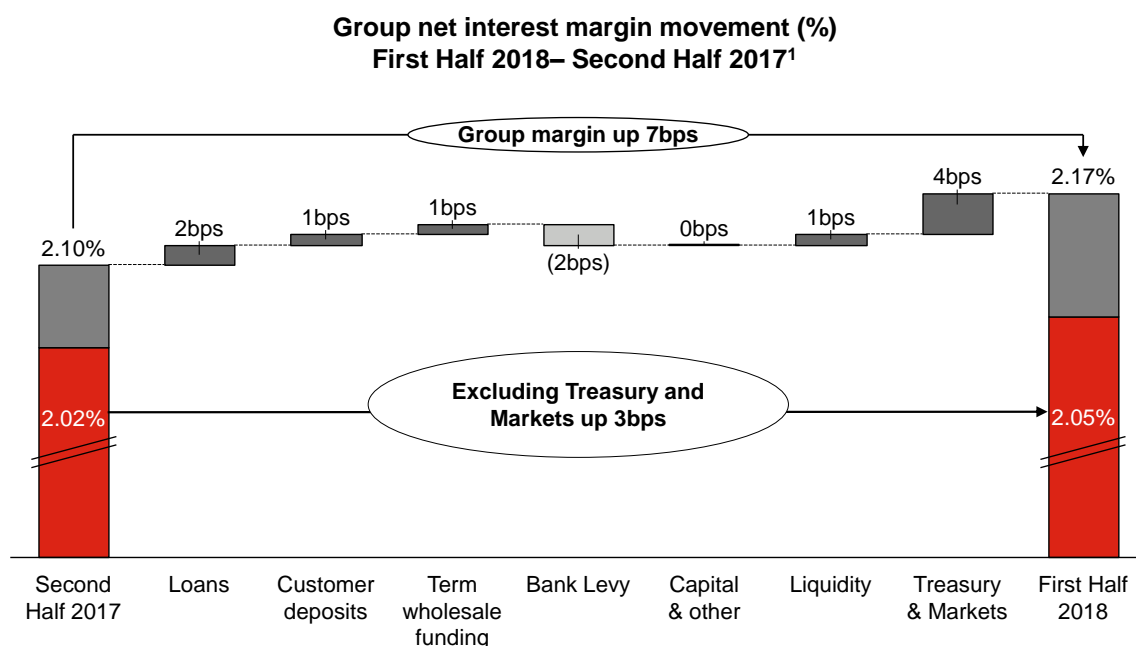 Group net interest margin movement (%)
First Half 2018– Second Half 2017¹
Group margin up 7bps
2.10%
2bps
1bps
1bps
(2bps)
0bps
1bps
4bps
2.17%
Excluding Treasury and
Markets up 3bps
2.02%
2.05%
Second
Half 2017
Loans
Customer
deposits
Term
wholesale
funding
Bank Levy
Capital
& other
Liquidity
Treasury
& Markets
First Half
2018